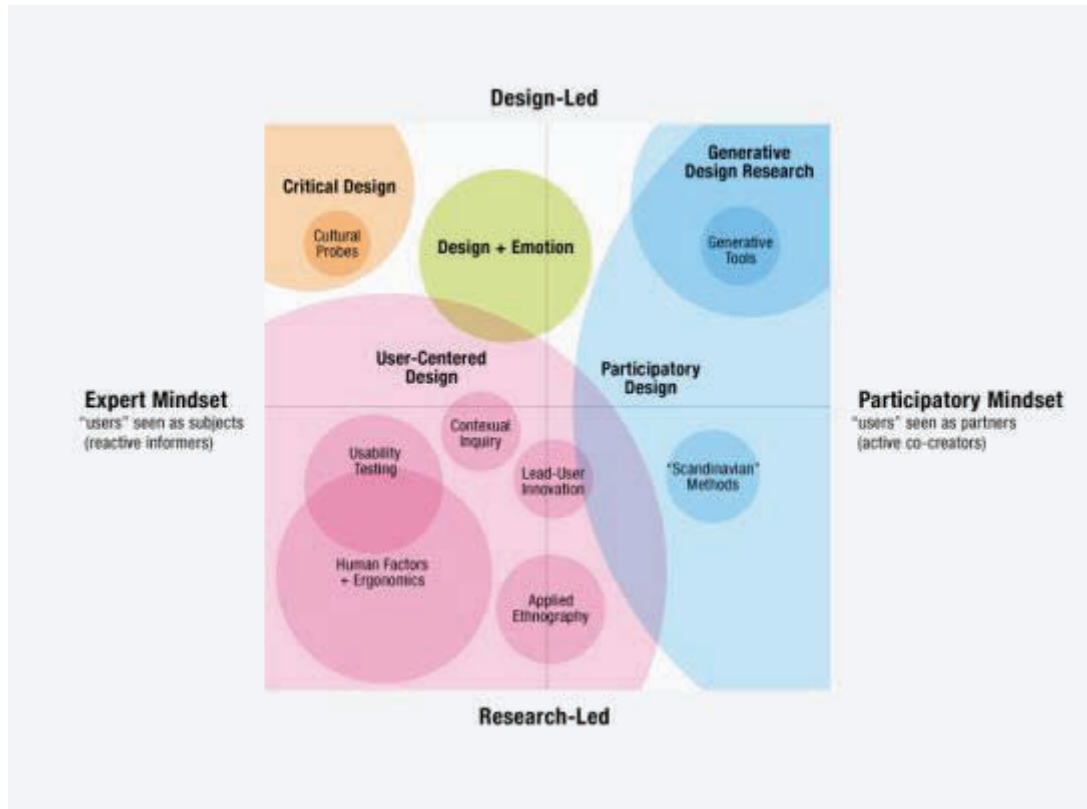 Design-Led
Generative
Design Research
Critical Design
Cultural
Probes
Design + Emotion
Generative
Tools
User-Centered
Design
Participatory
Design
Expert Mindset
"users" seen as subjects
(reactive informers)
Participatory Mindset
"users" seen as partners
(active co-creators)
Contexual
Inquiry
Usability
Testing
Lead-User
Innovation
"Scandinavian"
Methods
Human Factors
+ Ergonomics
Applied
Ethnography
Research-Led